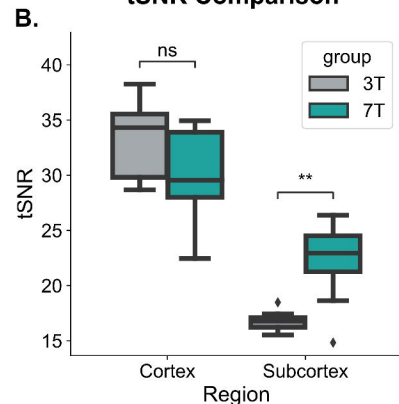 tSNR Comparison
B.
ns
group
3T
7T
**
40
35
30
25
20
15
tSNR
Cortex
Subcortex
Region